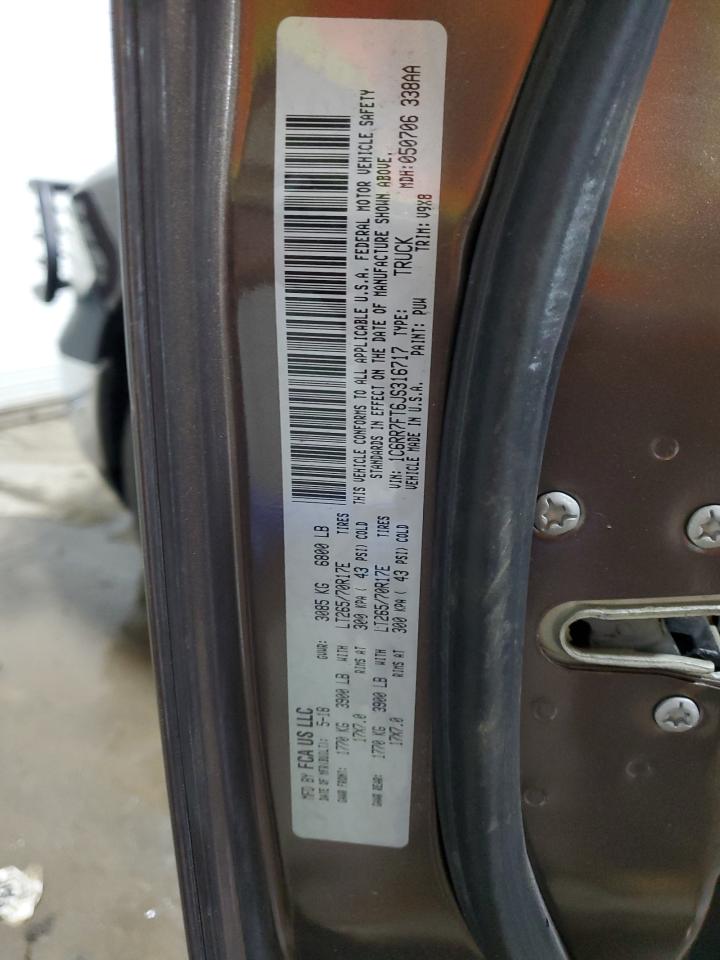 MFD BY FCA US LLC
DATE OF MFR(BUILT): 5-18 GVWR: 3085 KG 6800 LB
GAWR FRONT: 1770 KG 3900 LB WITH LT265/70R17E TIRES
17X7.0 RIMS AT 300 KPA ( 43 PSI) COLD
GAWR REAR: 1770 KG 3900 LB WITH LT265/70R17E TIRES
17X7.0 RIMS AT 300 KPA ( 43 PSI) COLD
THIS VEHICLE CONFORMS TO ALL APPLICABLE U.S.A. FEDERAL MOTOR VEHICLE SAFETY
STANDARDS IN EFFECT ON THE DATE OF MANUFACTURE SHOWN ABOVE.
VIN: 1C6RR7FT6JS316717 TYPE: TRUCK MDH:050706 338AA
VEHICLE MADE IN U.S.A. PAINT: PUW TRIM: V9X8